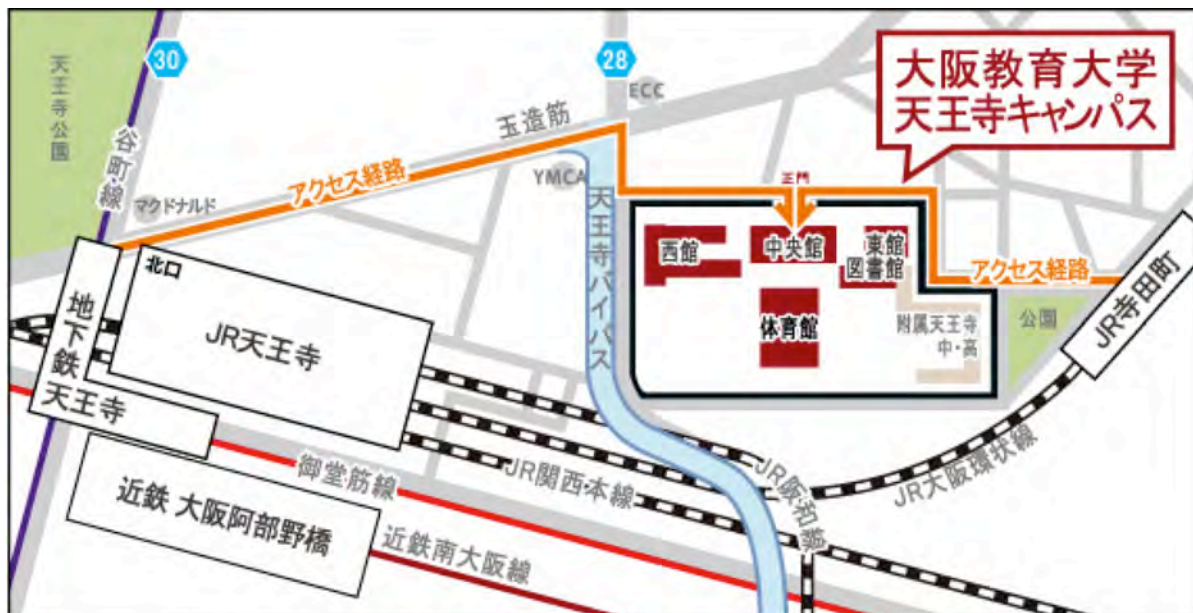 30
28
天王寺公園
谷町線
マクドナルド
アクセス経路
玉造筋
ECC
YMCA
天王寺バイパス
大阪教育大学
天王寺キャンパス
正門
西館
中央館
東館
図書館
体育館
附属天王寺
中・高
アクセス経路
公園
JR寺田町
北口
JR天王寺
地下鉄
天王寺
近鉄 大阪阿部野橋
御堂筋線
近鉄南大阪線
JR関西本線
JR阪和線
JR大阪環状線